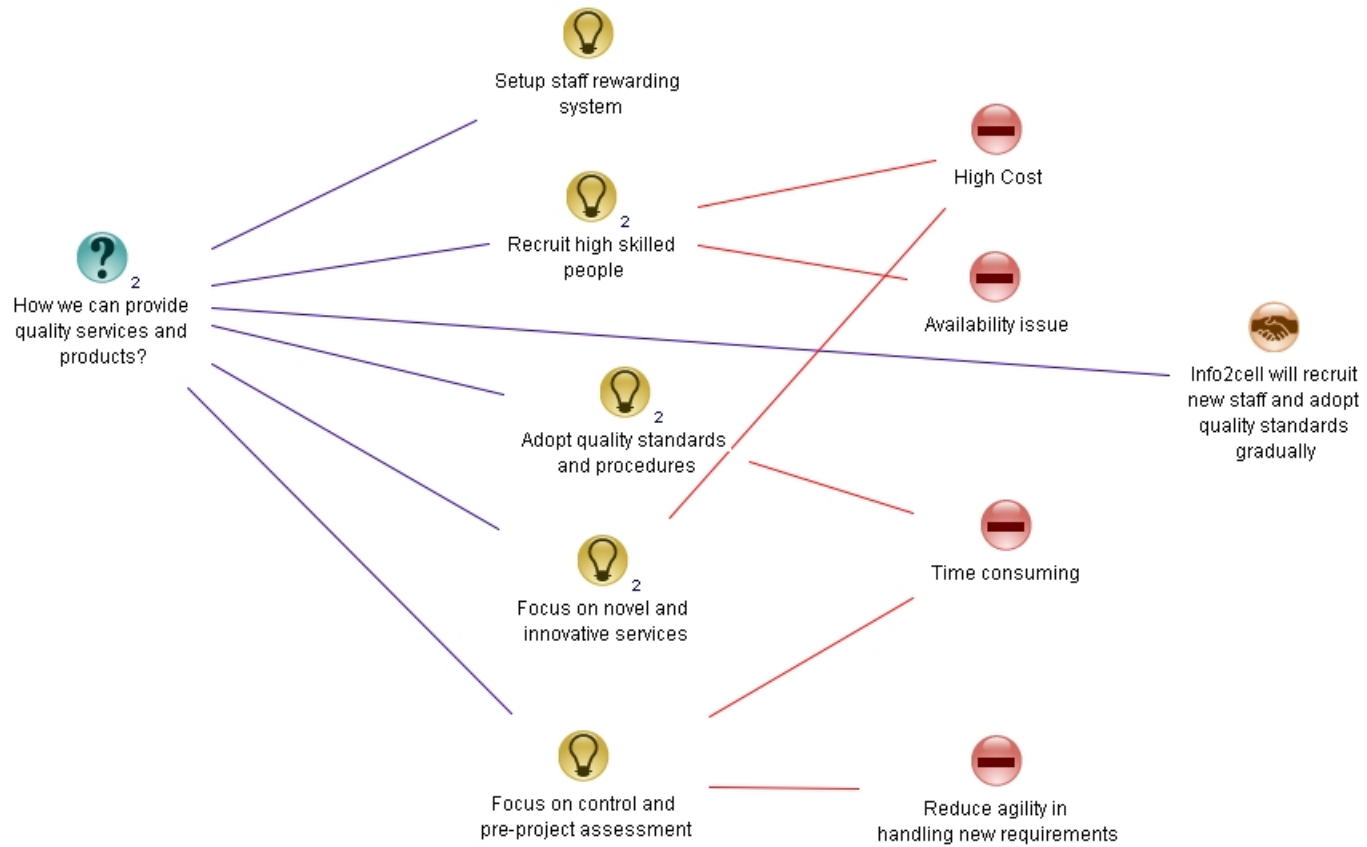 Setup staff rewarding
system
High Cost
2
Recruit high skilled
people
2
How we can provide
quality services and
products?
Availability issue
Info2cell will recruit
new staff and adopt
quality standards
gradually
2
Adopt quality standards
and procedures
Time consuming
2
Focus on novel and
innovative services
Focus on control and
pre-project assessment
Reduce agility in
handling new requirements